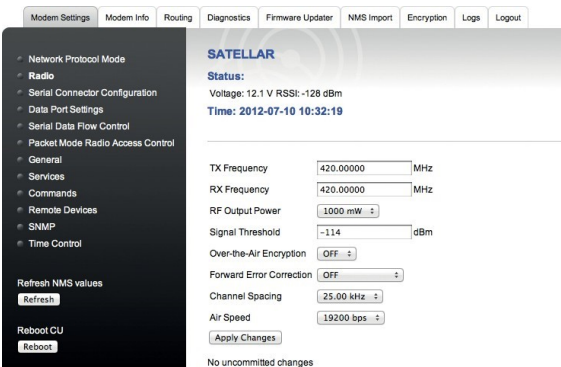 Modem Settings Modem Info Routing Diagnostics Firmware Updater NMS Import Encryption Logs Logout
Network Protocol Mode
Radio
Serial Connector Configuration
Data Port Settings
Serial Data Flow Control
Packet Mode Radio Access Control
General
Services
Commands
Remote Devices
SNMP
Time Control
Refresh NMS values
Refresh
Reboot CU
Reboot
SATELLAR
Status:
Voltage: 12.1 V RSSI: -128 dBm
Time: 2012-07-10 10:32:19
TX Frequency 420.00000 MHz
RX Frequency 420.00000 MHz
RF Output Power 1000 mW
Signal Threshold -114 dBm
Over-the-Air Encryption OFF
Forward Error Correction OFF
Channel Spacing 25.00 kHz
Air Speed 19200 bps
Apply Changes
No uncommitted changes